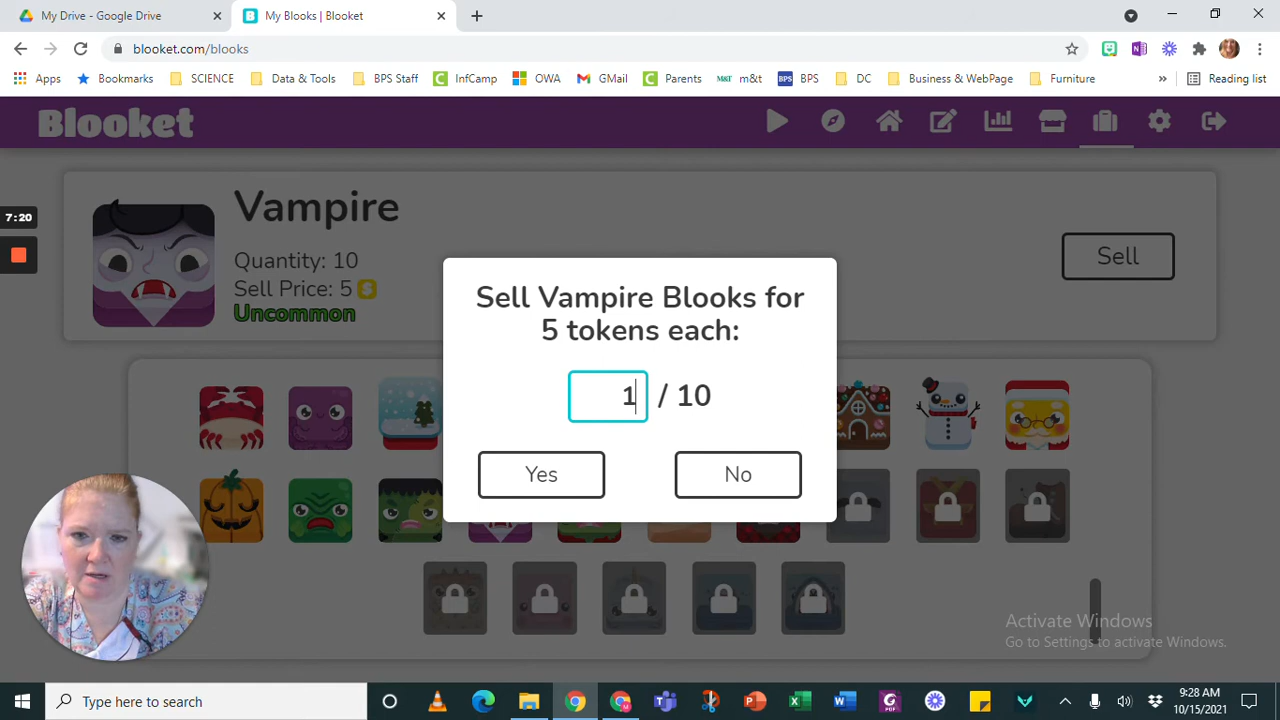 My Drive - Google Drive
My Blooks | Blooket
blooket.com/blooks
Apps
Bookmarks
SCIENCE
Data & Tools
BPS Staff
InfCamp
OWA
GMail
Parents
m&t
BPS
DC
Business & WebPage
Furniture
»
Reading list
Blooket
Vampire
Quantity: 10
Sell Price: 5
Uncommon
Sell
7:20
Sell Vampire Blooks for
5 tokens each:
1 / 10
Yes
No
Activate Windows
Go to Settings to activate Windows.
Type here to search
9:28 AM
10/15/2021